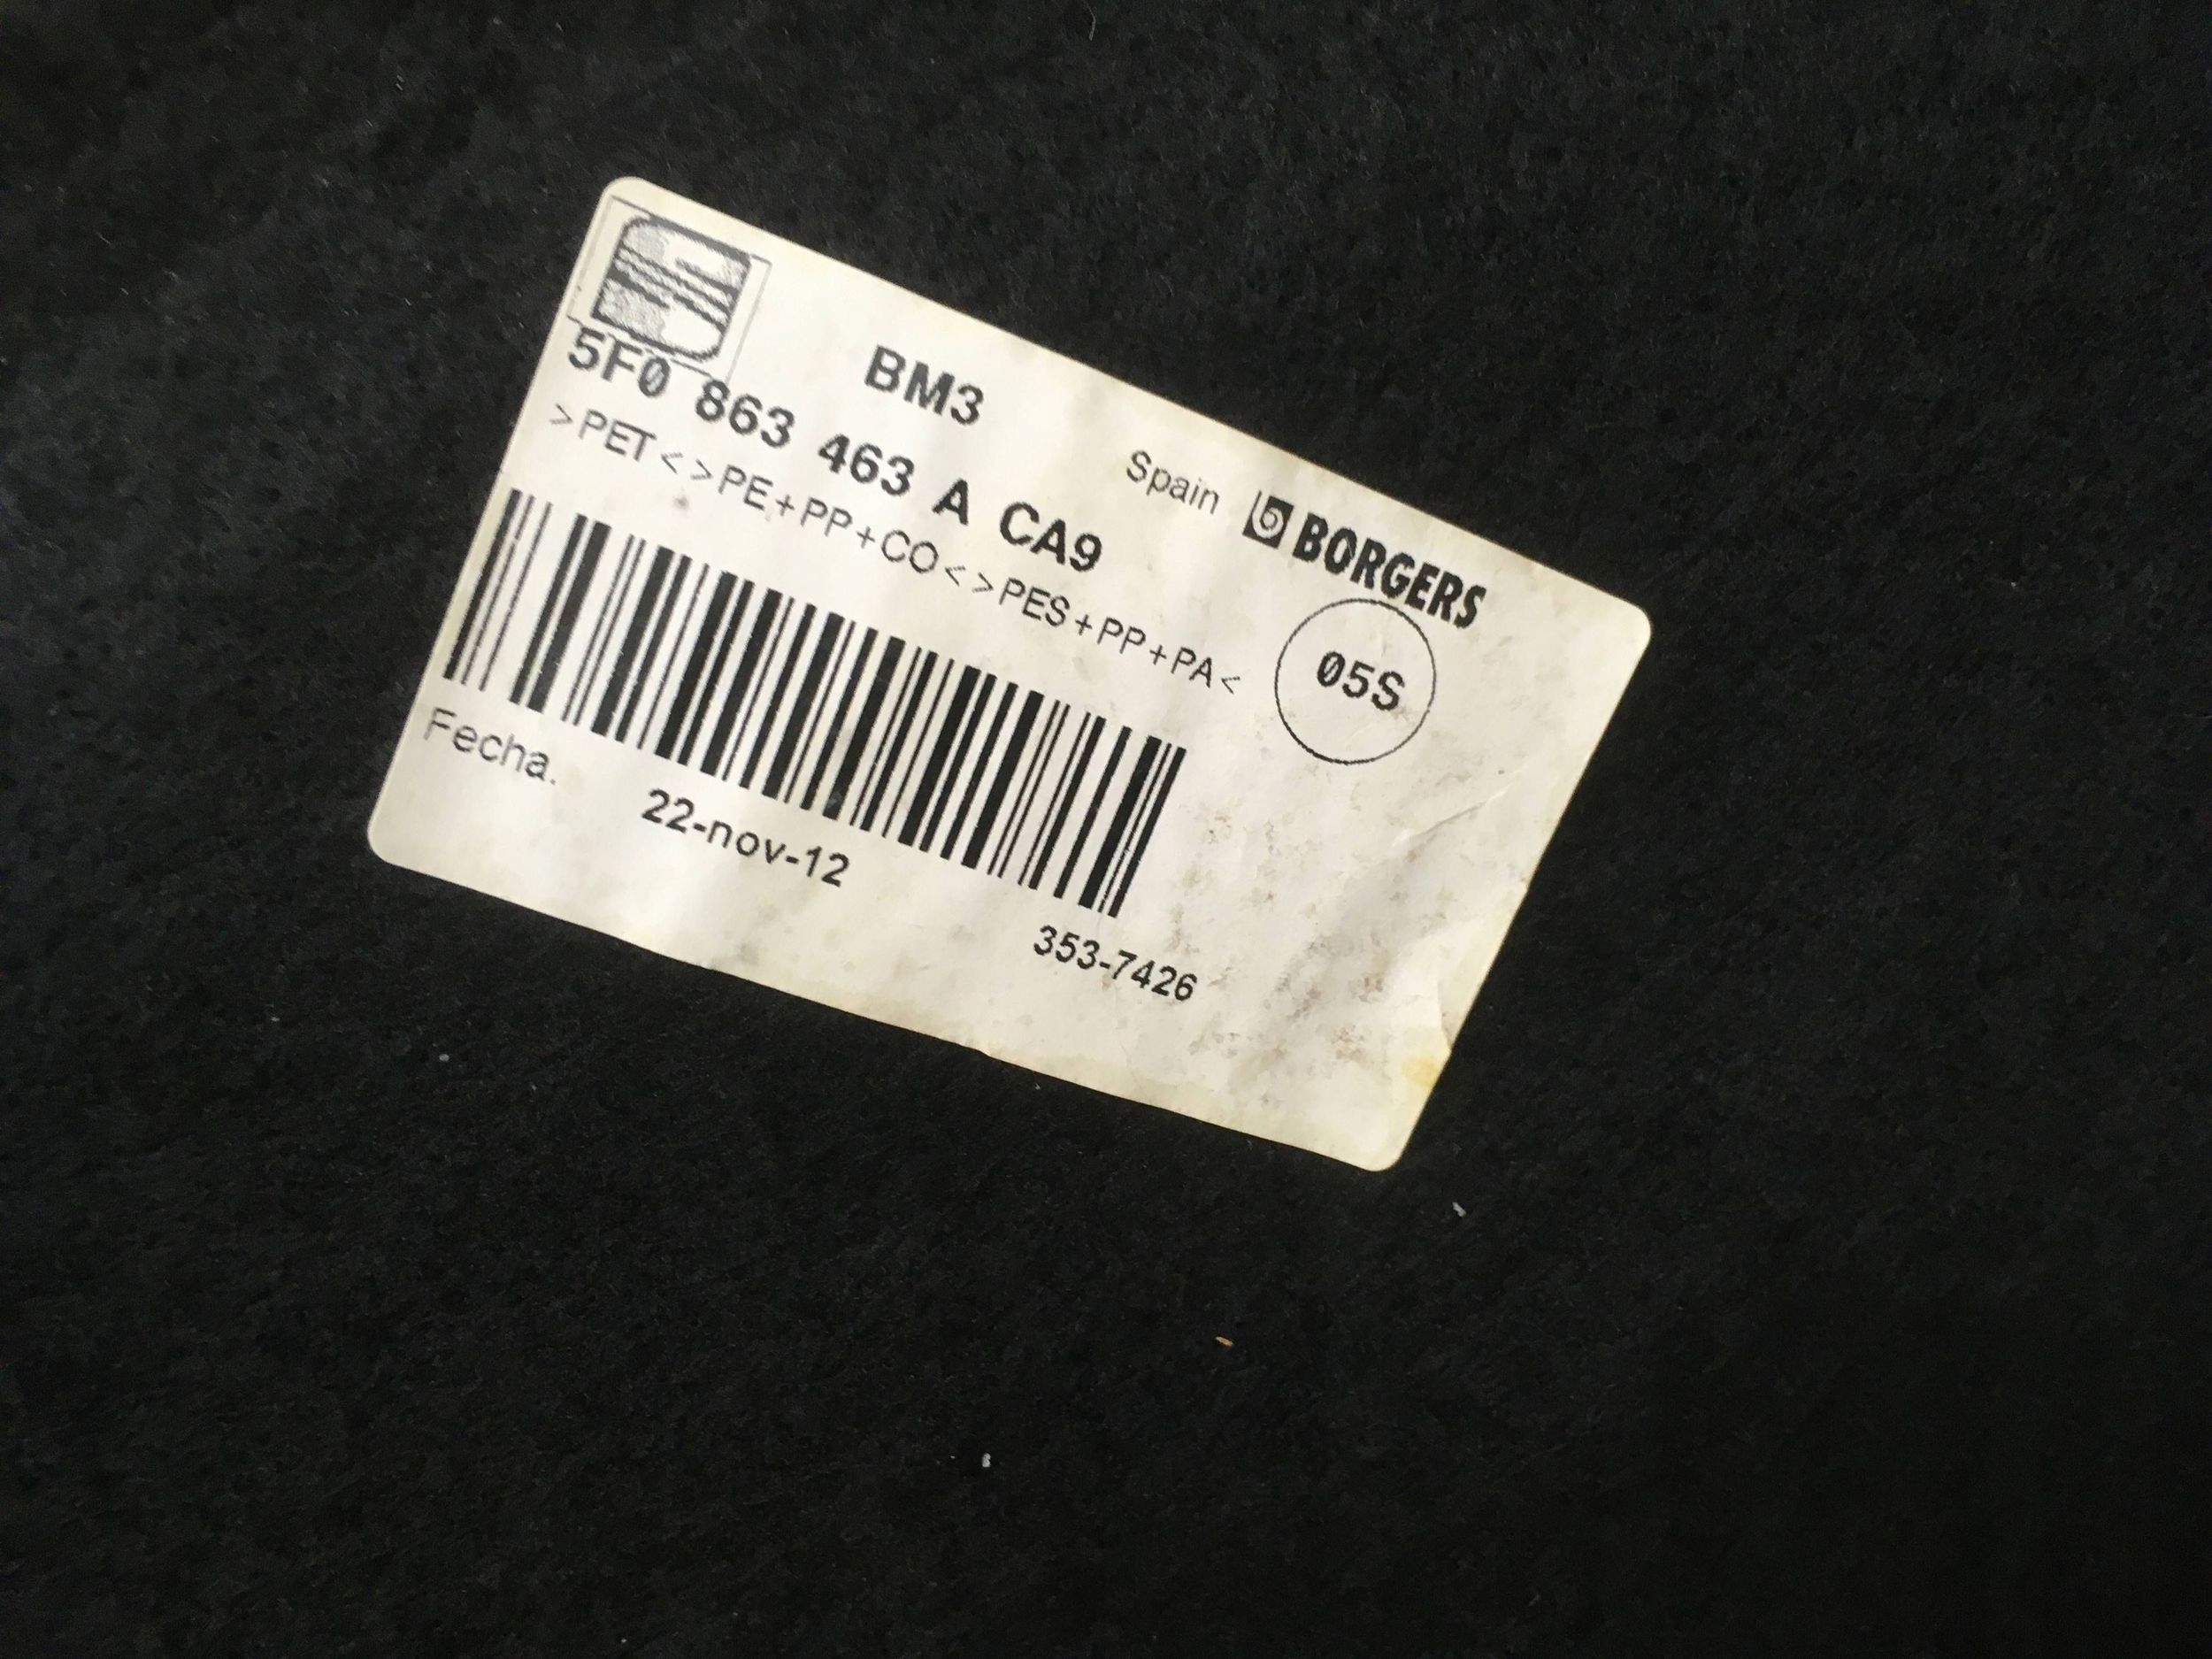 BM3
Spain BORGERS
5F0 863 463 A CA9
>PET<>PE+PP+CO<>PES+PP+PA<
05S
Fecha. 22-nov-12
353-7426